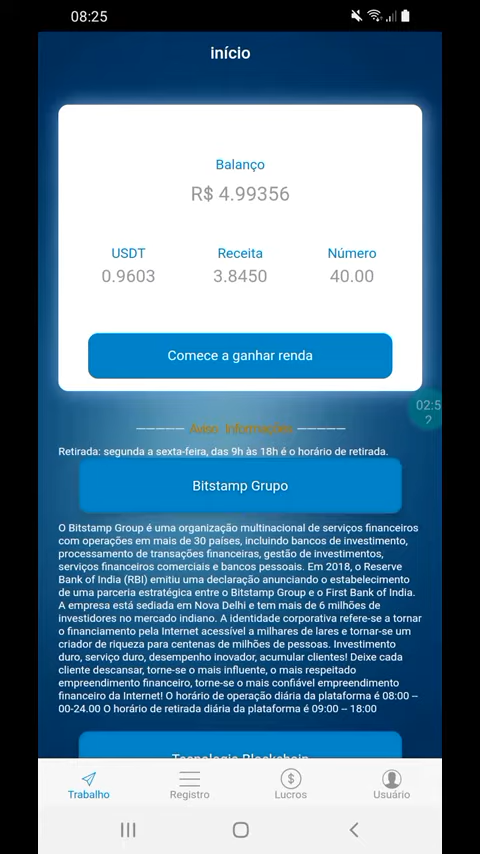 08:25
início
Balanço
R$ 4.99356
USDT
Receita
Número
0.9603
3.8450
40.00
Comece a ganhar renda
02:5
2
————— Aviso Informações —————
Retirada: segunda a sexta-feira, das 9h às 18h é o horário de retirada.
Bitstamp Grupo
O Bitstamp Group é uma organização multinacional de serviços financeiros
com operações em mais de 30 países, incluindo bancos de investimento,
processamento de transações financeiras, gestão de investimentos,
serviços financeiros comerciais e bancos pessoais. Em 2018, o Reserve
Bank of India (RBI) emitiu uma declaração anunciando o estabelecimento
de uma parceria estratégica entre o Bitstamp Group e o First Bank of India.
A empresa está sediada em Nova Delhi e tem mais de 6 milhões de
investidores no mercado indiano. A identidade corporativa refere-se a tornar
o financiamento pela Internet acessível a milhares de lares e tornar-se um
criador de riqueza para centenas de milhões de pessoas. Investimento
duro, serviço duro, desempenho inovador, acumular clientes! Deixe cada
cliente descansar, torne-se o mais influente, o mais respeitado
empreendimento financeiro, torne-se o mais confiável empreendimento
financeiro da Internet! O horário de operação diária da plataforma é 08:00 –
00-24.00 O horário de retirada diária da plataforma é 09:00 – 18:00
Tecnologia Blockchain
Trabalho
Registro
Lucros
Usuário